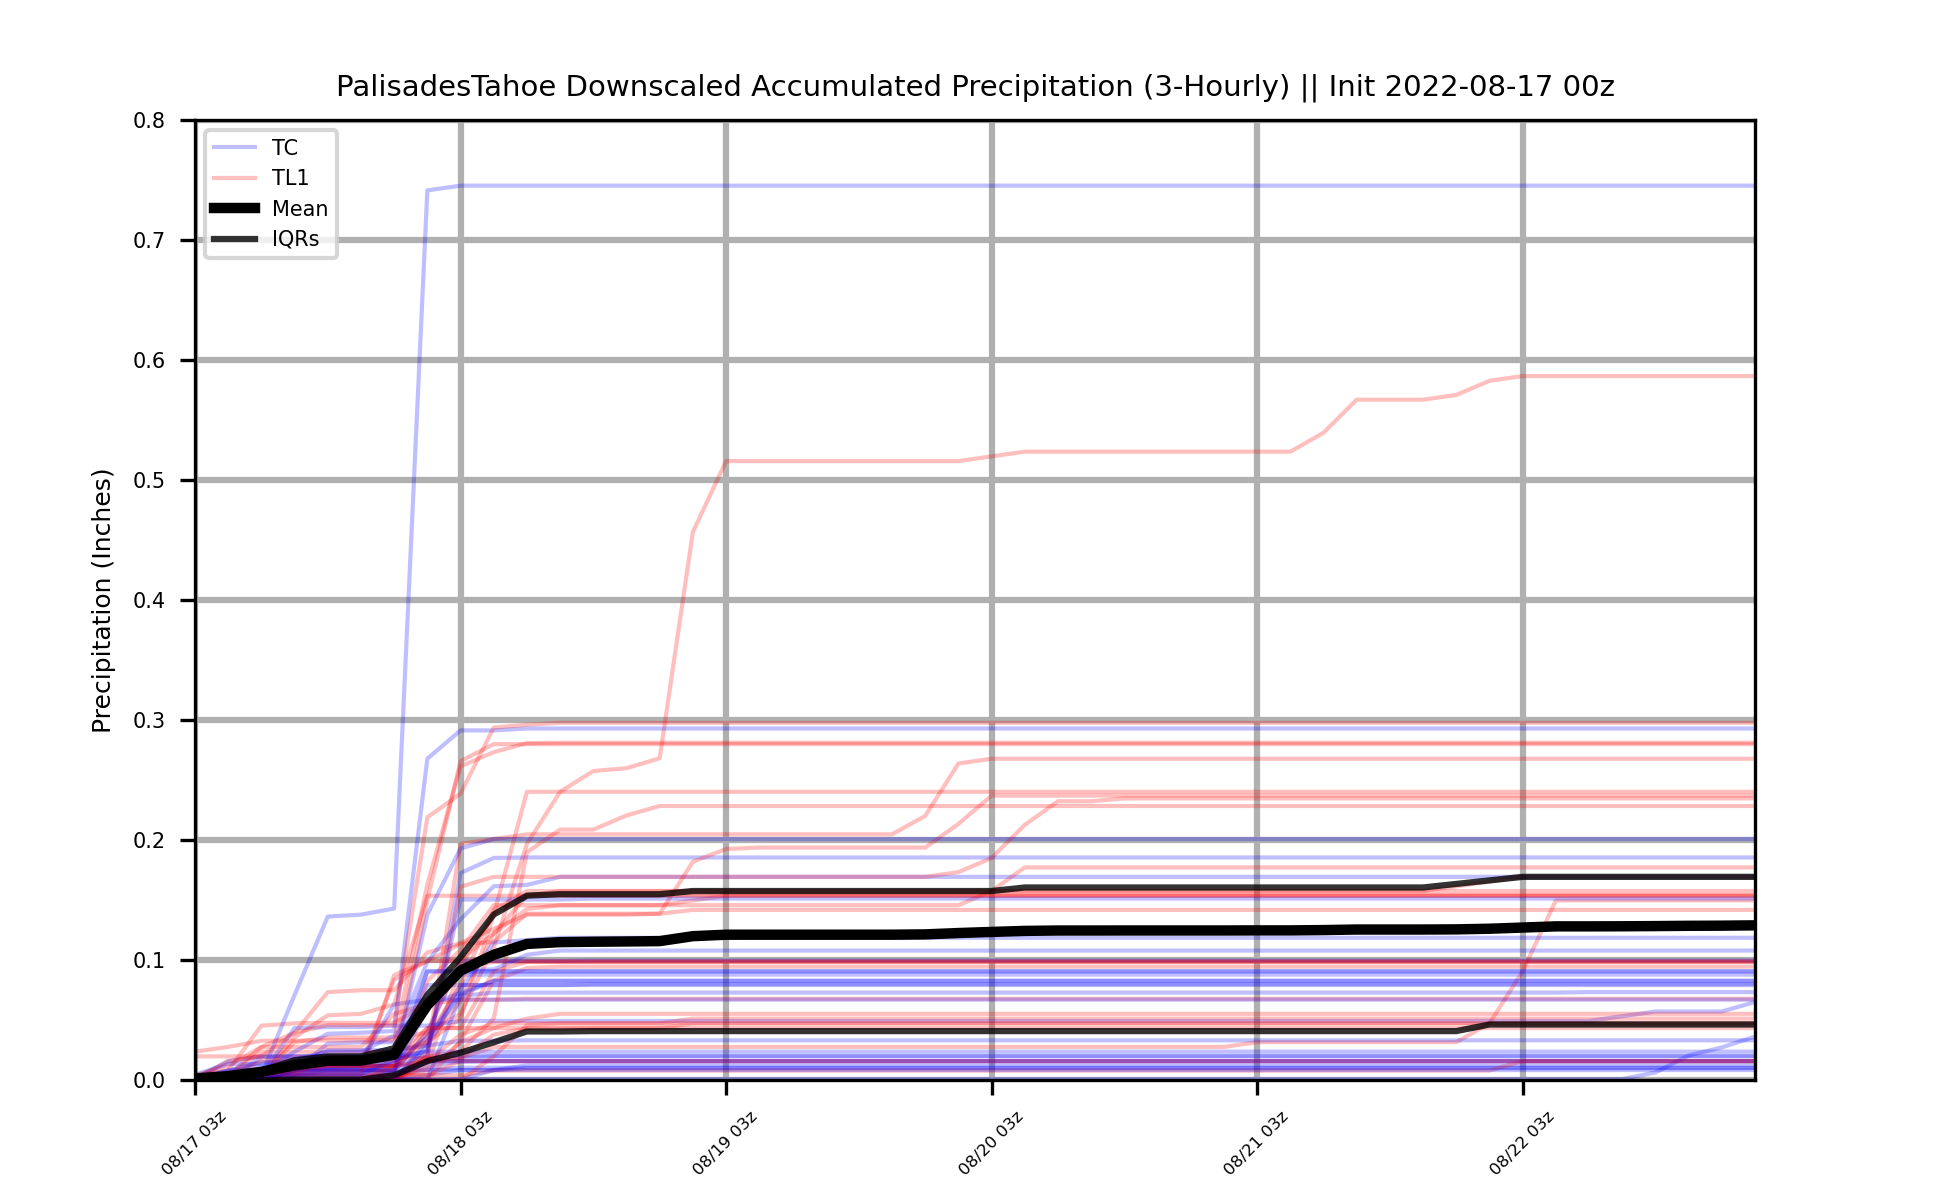 PalisadesTahoe Downscaled Accumulated Precipitation (3-Hourly) || Init 2022-08-17 00z
TC
TL1
Mean
IQRs
Precipitation (Inches)
0.8
0.7
0.6
0.5
0.4
0.3
0.2
0.1
0.0
08/17 03z
08/18 03z
08/19 03z
08/20 03z
08/21 03z
08/22 03z